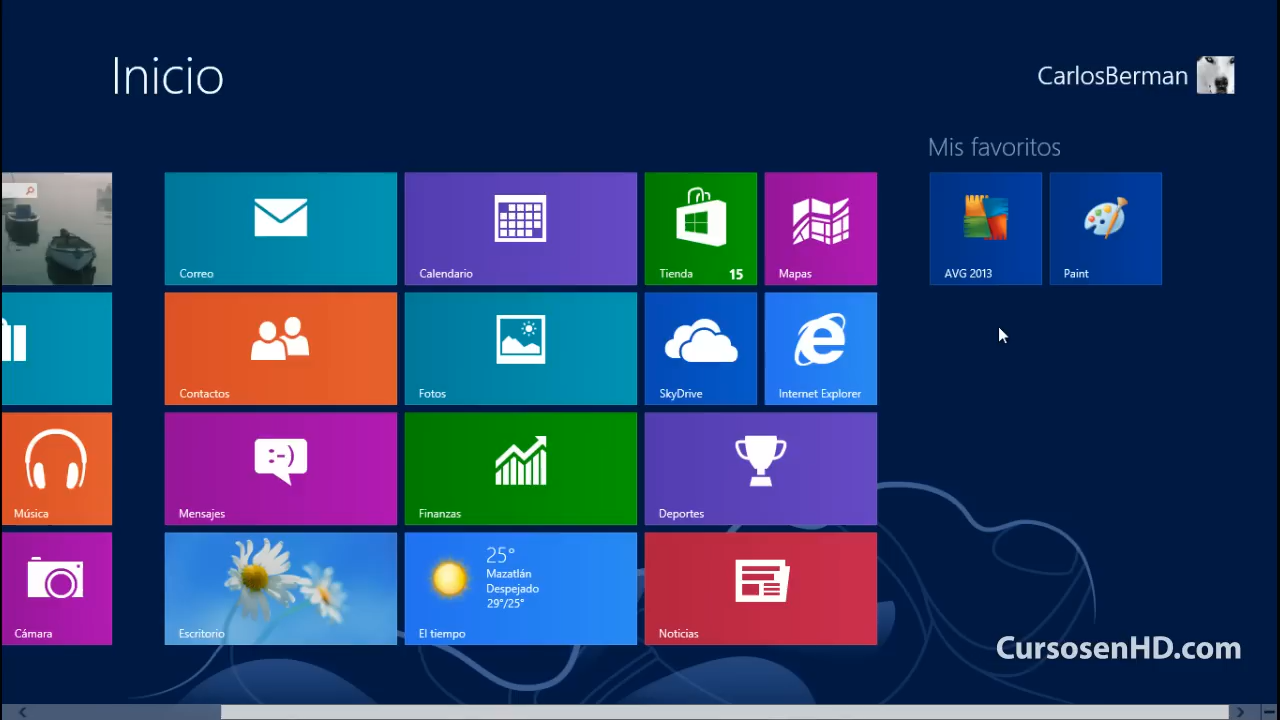 Inicio
CarlosBerman
Mis favoritos
Correo
Calendario
Tienda 15
Mapas
AVG 2013
Paint
Contactos
Fotos
SkyDrive
Internet Explorer
Música
Mensajes
Finanzas
Deportes
Cámara
Escritorio
25°
Mazatlán
Despejado
29°/25°
El tiempo
Noticias
CursosenHD.com